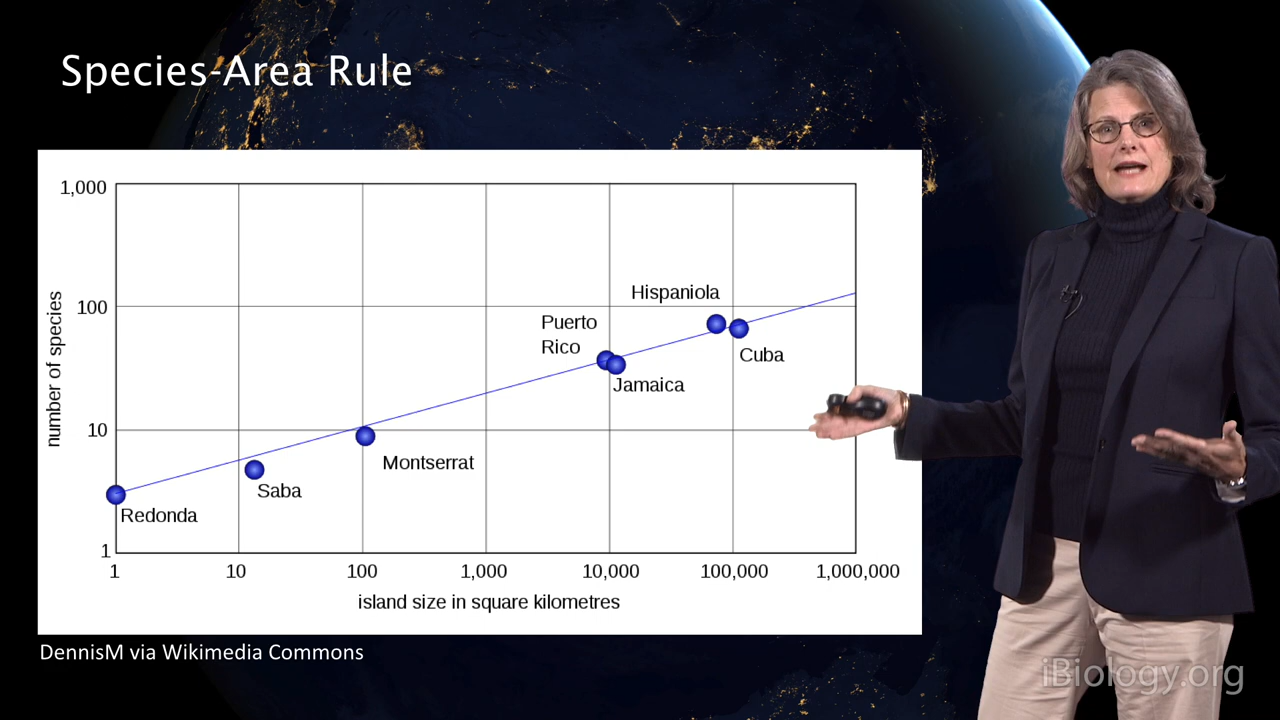 Species-Area Rule
1,000
100
10
1
number of species
Hispaniola
Puerto
Rico
Cuba
Jamaica
Montserrat
Saba
Redonda
1
10
100
1,000
10,000
100,000
1,000,000
island size in square kilometres
DennisM via Wikimedia Commons
iBiology.org